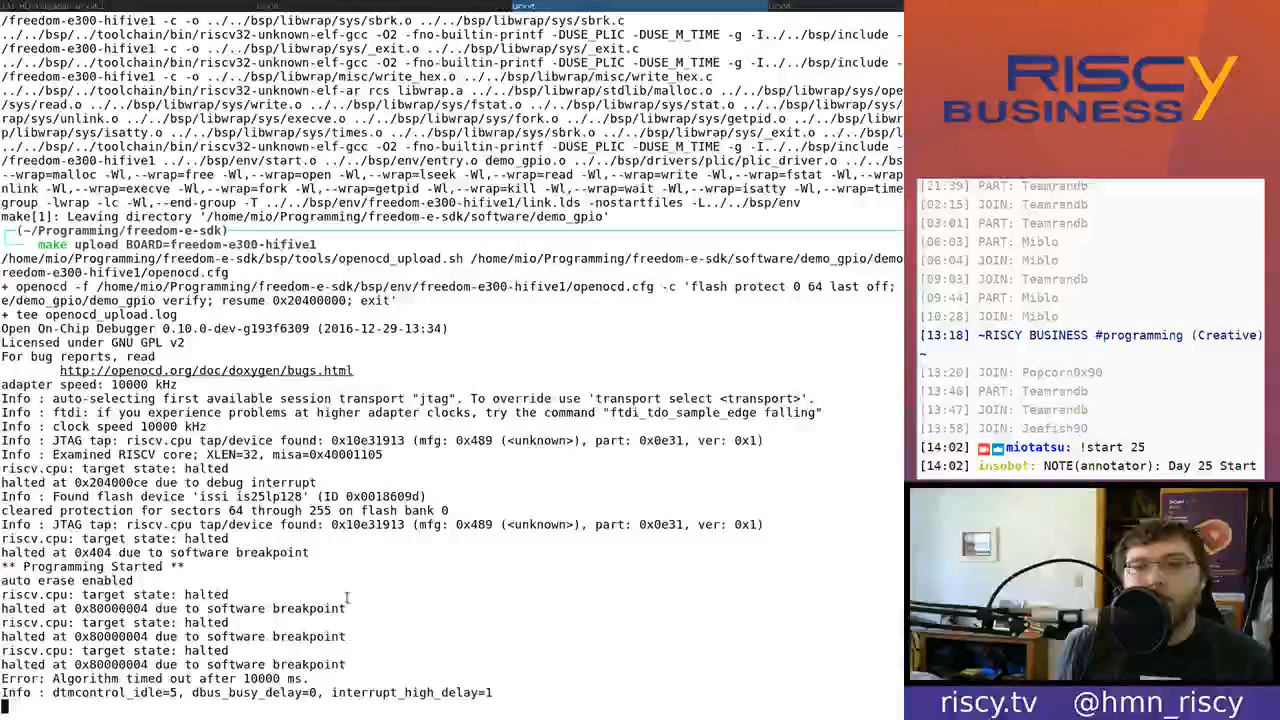 /freedom-e300-hifive1 -c -o ../../bsp/libwrap/sys/sbrk.o ../../bsp/libwrap/sys/sbrk.c
../../bsp/../toolchain/bin/riscv32-unknown-elf-gcc -O2 -fno-builtin-printf -DUSE_PLIC -DUSE_M_TIME -g -I../../bsp/include -
/freedom-e300-hifive1 -c -o ../../bsp/libwrap/sys/_exit.o ../../bsp/libwrap/sys/_exit.c
../../bsp/../toolchain/bin/riscv32-unknown-elf-gcc -O2 -fno-builtin-printf -DUSE_PLIC -DUSE_M_TIME -g -I../../bsp/include -
/freedom-e300-hifive1 -c -o ../../bsp/libwrap/misc/write_hex.o ../../bsp/libwrap/misc/write_hex.c
../../bsp/../toolchain/bin/riscv32-unknown-elf-ar rcs libwrap.a ../../bsp/libwrap/stdlib/malloc.o ../../bsp/libwrap/sys/ope
/sys/read.o ../../bsp/libwrap/sys/write.o ../../bsp/libwrap/sys/fstat.o ../../bsp/libwrap/sys/stat.o ../../bsp/libwrap/sys/
rap/sys/unlink.o ../../bsp/libwrap/sys/execve.o ../../bsp/libwrap/sys/fork.o ../../bsp/libwrap/sys/getpid.o ../../bsp/libwr
p/libwrap/sys/isatty.o ../../bsp/libwrap/sys/times.o ../../bsp/libwrap/sys/sbrk.o ../../bsp/libwrap/sys/_exit.o ../../bsp/l
../../bsp/../toolchain/bin/riscv32-unknown-elf-gcc -O2 -fno-builtin-printf -DUSE_PLIC -DUSE_M_TIME -g -I../../bsp/include -
/freedom-e300-hifive1 ../../bsp/env/start.o ../../bsp/env/entry.o demo_gpio.o ../../bsp/drivers/plic/plic_driver.o ../../bs
--wrap=malloc -Wl,--wrap=free -Wl,--wrap=open -Wl,--wrap=lseek -Wl,--wrap=read -Wl,--wrap=write -Wl,--wrap=fstat -Wl,--wrap
nlink -Wl,--wrap=execve -Wl,--wrap=fork -Wl,--wrap=getpid -Wl,--wrap=kill -Wl,--wrap=wait -Wl,--wrap=isatty -Wl,--wrap=time
group -lwrap -lc -Wl,--end-group -T ../../bsp/env/freedom-e300-hifive1/link.lds -nostartfiles -L../../bsp/env
make[1]: Leaving directory '/home/mio/Programming/freedom-e-sdk/software/demo_gpio'
(~/Programming/freedom-e-sdk)
make upload BOARD=freedom-e300-hifive1
/home/mio/Programming/freedom-e-sdk/bsp/tools/openocd_upload.sh /home/mio/Programming/freedom-e-sdk/software/demo_gpio/demo
reedom-e300-hifive1/openocd.cfg
+ openocd -f /home/mio/Programming/freedom-e-sdk/bsp/env/freedom-e300-hifive1/openocd.cfg -c 'flash protect 0 64 last off;
e/demo_gpio/demo_gpio verify; resume 0x20400000; exit'
+ tee openocd_upload.log
Open On-Chip Debugger 0.10.0-dev-g193f6309 (2016-12-29-13:34)
Licensed under GNU GPL v2
For bug reports, read
http://openocd.org/doc/doxygen/bugs.html
adapter speed: 10000 kHz
Info : auto-selecting first available session transport "jtag". To override use 'transport select <transport>'.
Info : ftdi: if you experience problems at higher adapter clocks, try the command "ftdi_tdo_sample_edge falling"
Info : clock speed 10000 kHz
Info : JTAG tap: riscv.cpu tap/device found: 0x10e31913 (mfg: 0x489 (<unknown>), part: 0x0e31, ver: 0x1)
Info : Examined RISCV core; XLEN=32, misa=0x40001105
riscv.cpu: target state: halted
halted at 0x204000ce due to debug interrupt
Info : Found flash device 'issi is25lp128' (ID 0x0018609d)
cleared protection for sectors 64 through 255 on flash bank 0
Info : JTAG tap: riscv.cpu tap/device found: 0x10e31913 (mfg: 0x489 (<unknown>), part: 0x0e31, ver: 0x1)
riscv.cpu: target state: halted
halted at 0x404 due to software breakpoint
** Programming Started **
auto erase enabled
riscv.cpu: target state: halted
halted at 0x80000004 due to software breakpoint
riscv.cpu: target state: halted
halted at 0x80000004 due to software breakpoint
riscv.cpu: target state: halted
halted at 0x80000004 due to software breakpoint
Error: Algorithm timed out after 10000 ms.
Info : dtmcontrol_idle=5, dbus_busy_delay=0, interrupt_high_delay=1
RISCY
BUSINESS
[21:39] PART: Teamrandb
[02:15] JOIN: Teamrandb
[03:01] PART: Teamrandb
[06:03] PART: Miblo
[06:04] JOIN: Miblo
[09:03] JOIN: Teamrandb
[09:44] PART: Miblo
[10:28] JOIN: Miblo
[13:18] ~RISCY BUSINESS #programming (Creative)
~
[13:20] JOIN: Popcorn0x90
[13:46] PART: Teamrandb
[13:47] PART: Teamrandb
[13:58] JOIN: Jeefish90
[14:02] miotatsu: !start 25
[14:02] insobot: NOTE(annotator): Day 25 Start
riscy.tv @hmn_riscy